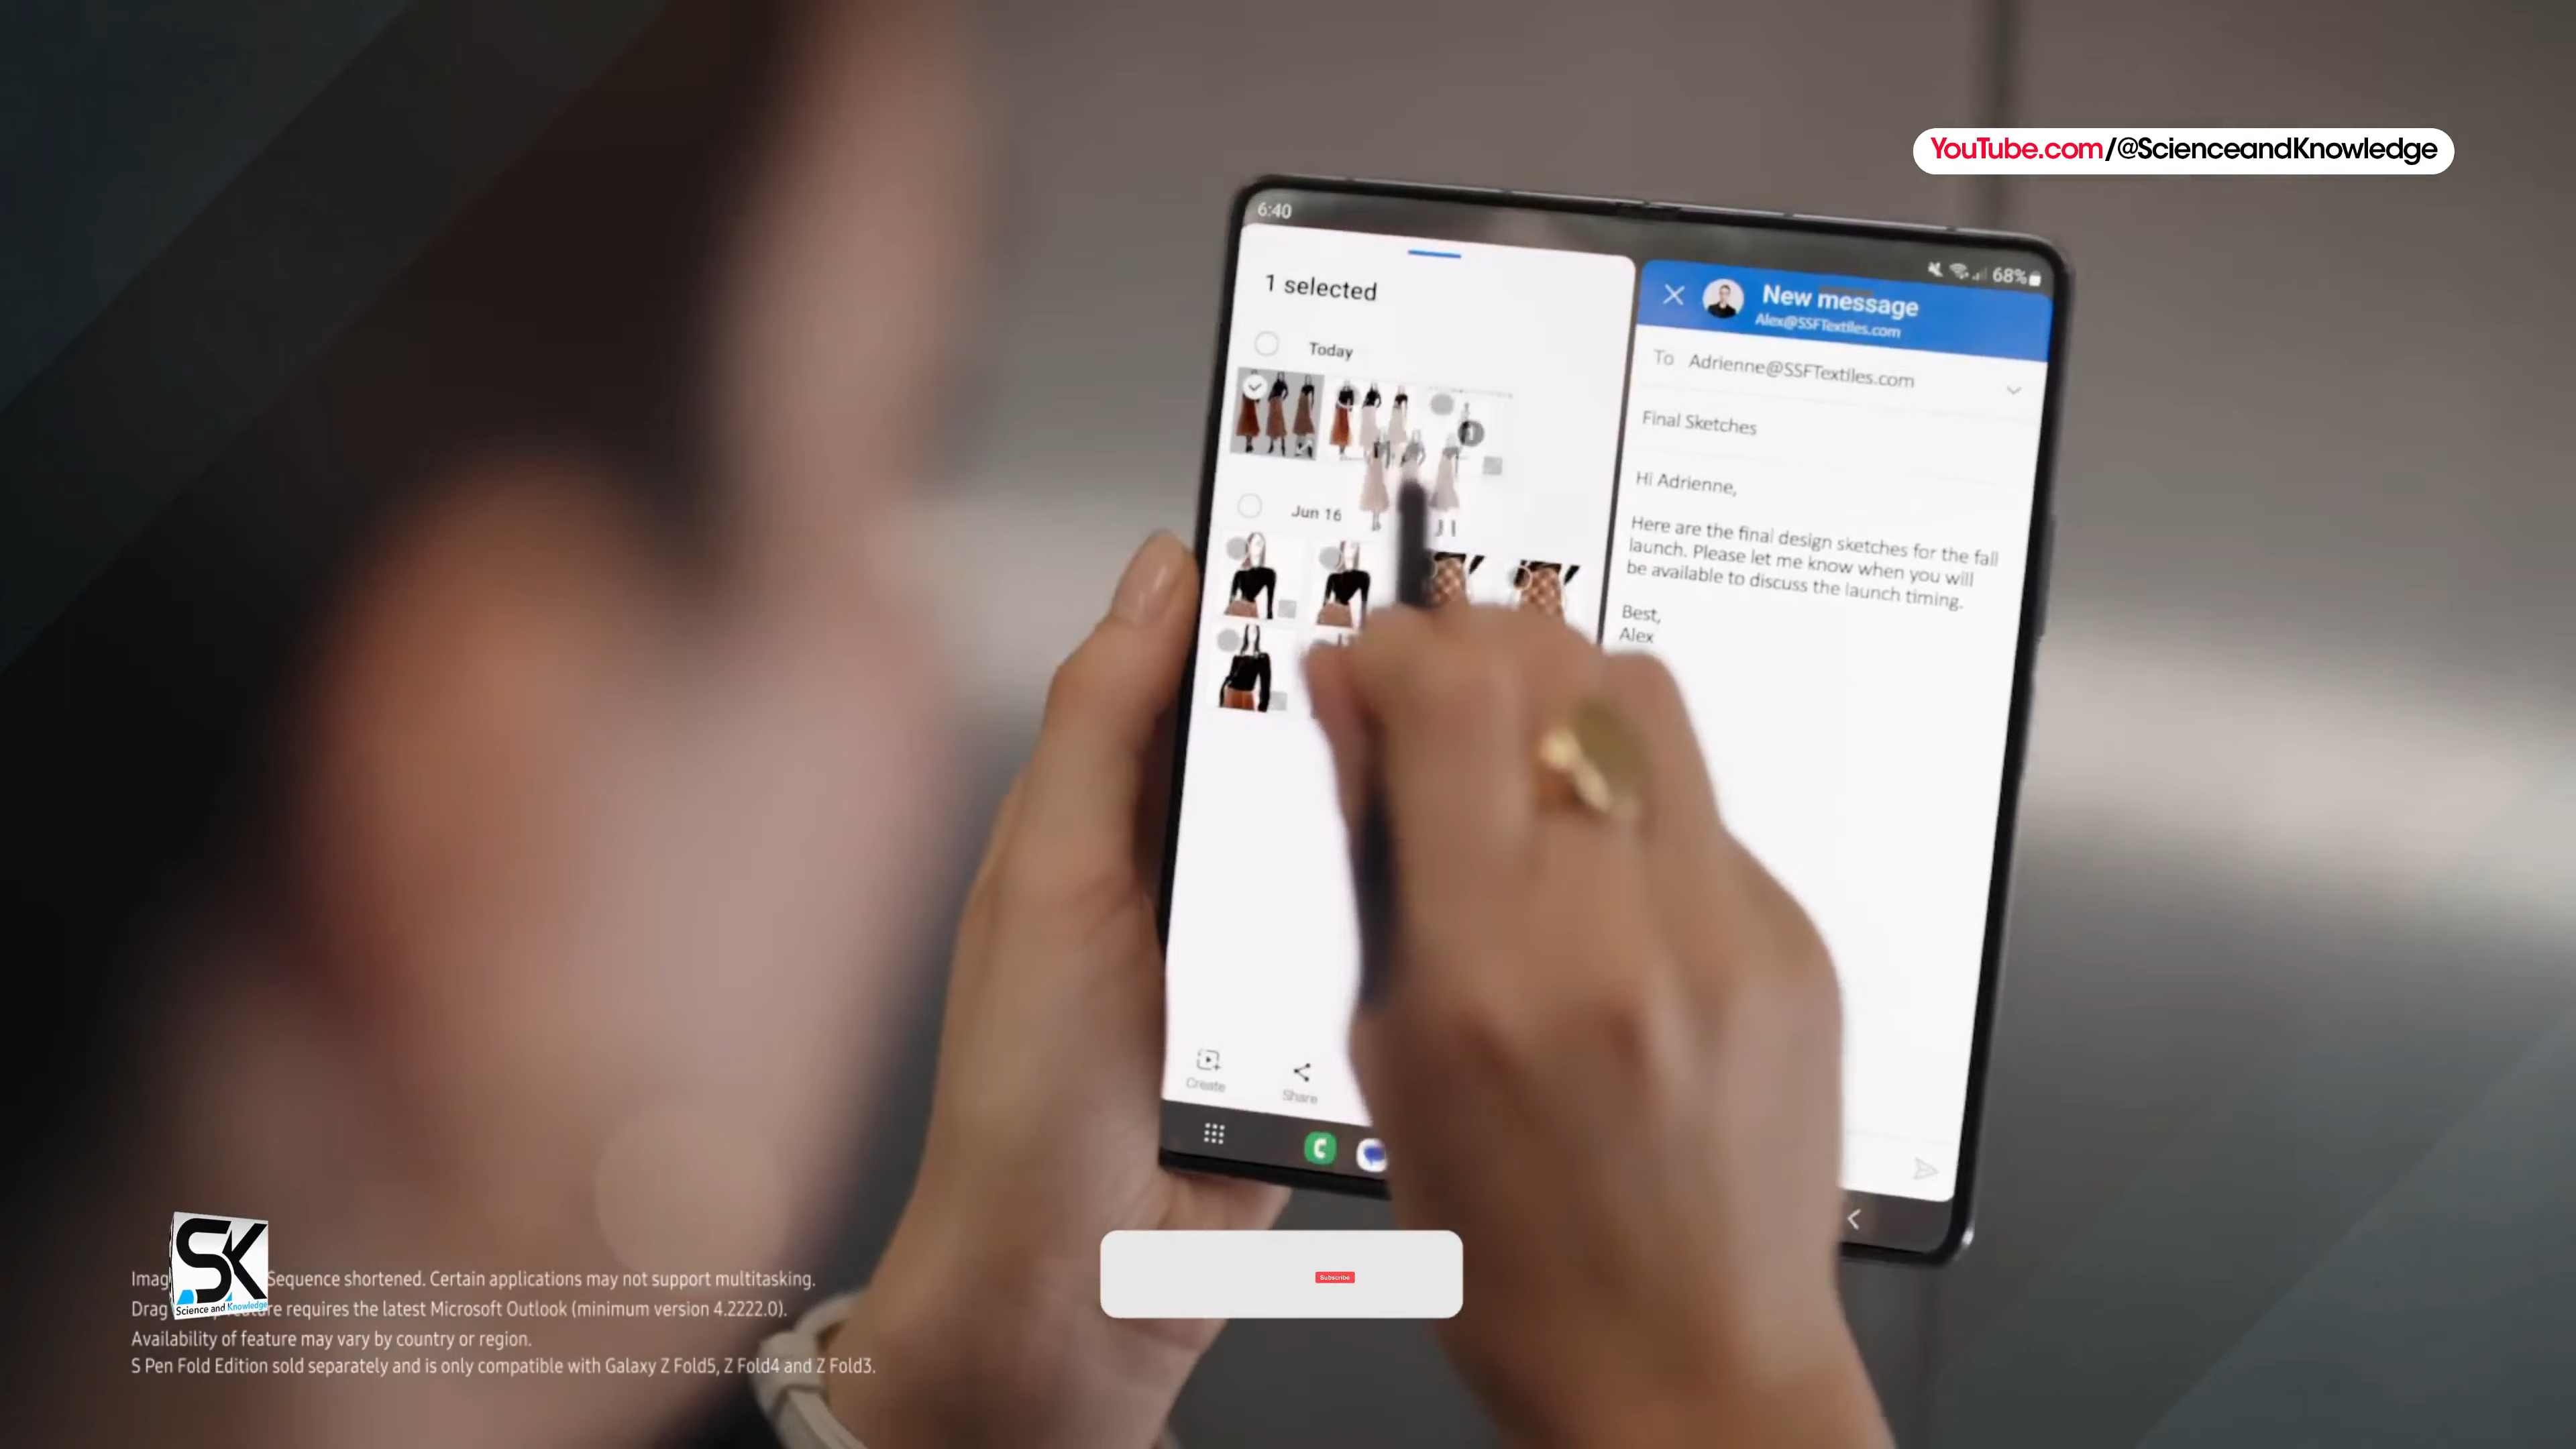 YouTube.com/@ScienceandKnowledge
6:40
68%
1 selected
Today
1
Jun 16
Create
Share
New message
Alex@SSFTextiles.com
To Adrienne@SSFTextiles.com
Final Sketches
Hi Adrienne,
Here are the final design sketches for the fall
launch. Please let me know when you will
be available to discuss the launch timing.
Best,
Alex
Subscribe
SK
Science and Knowledge
Sequence shortened. Certain applications may not support multitasking.
Drag requires the latest Microsoft Outlook (minimum version 4.2222.0).
Availability of feature may vary by country or region.
S Pen Fold Edition sold separately and is only compatible with Galaxy Z Fold5, Z Fold4 and Z Fold3.